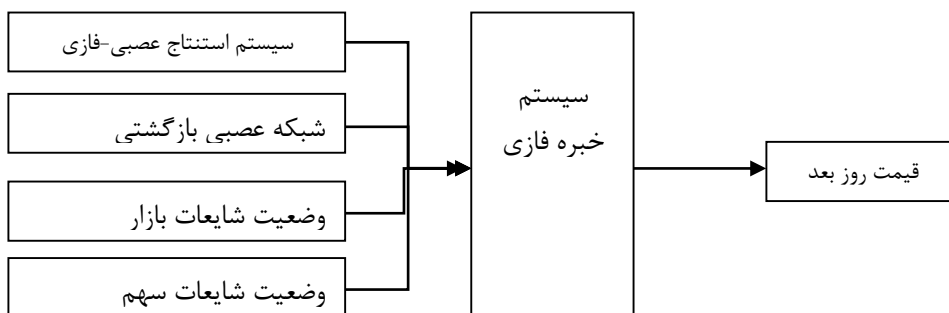 سیستم استنتاج عصبی-فازی
شبکه عصبی بازگشتی
وضعیت شایعات بازار
وضعیت شایعات سهم
سیستم
خبره فازی
قیمت روز بعد